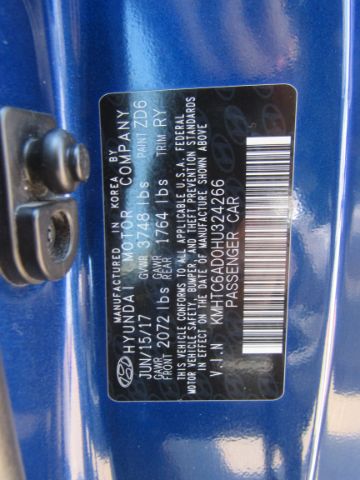 MANUFACTURED IN KOREA BY
HYUNDAI MOTOR COMPANY
JUN/15/17 GVWR 3748 lbs PAINT ZD6
GAWR FRONT 2072 lbs GAWR REAR 1764 lbs TRIM RY
THIS VEHICLE CONFORMS TO ALL APPLICABLE U.S.A. FEDERAL
MOTOR VEHICLE SAFETY, BUMPER, AND THEFT PREVENTION
STANDARDS IN EFFECT ON THE DATE OF MANUFACTURE SHOWN ABOVE
V.I.N KMHTC6AD0HU324266
PASSENGER CAR